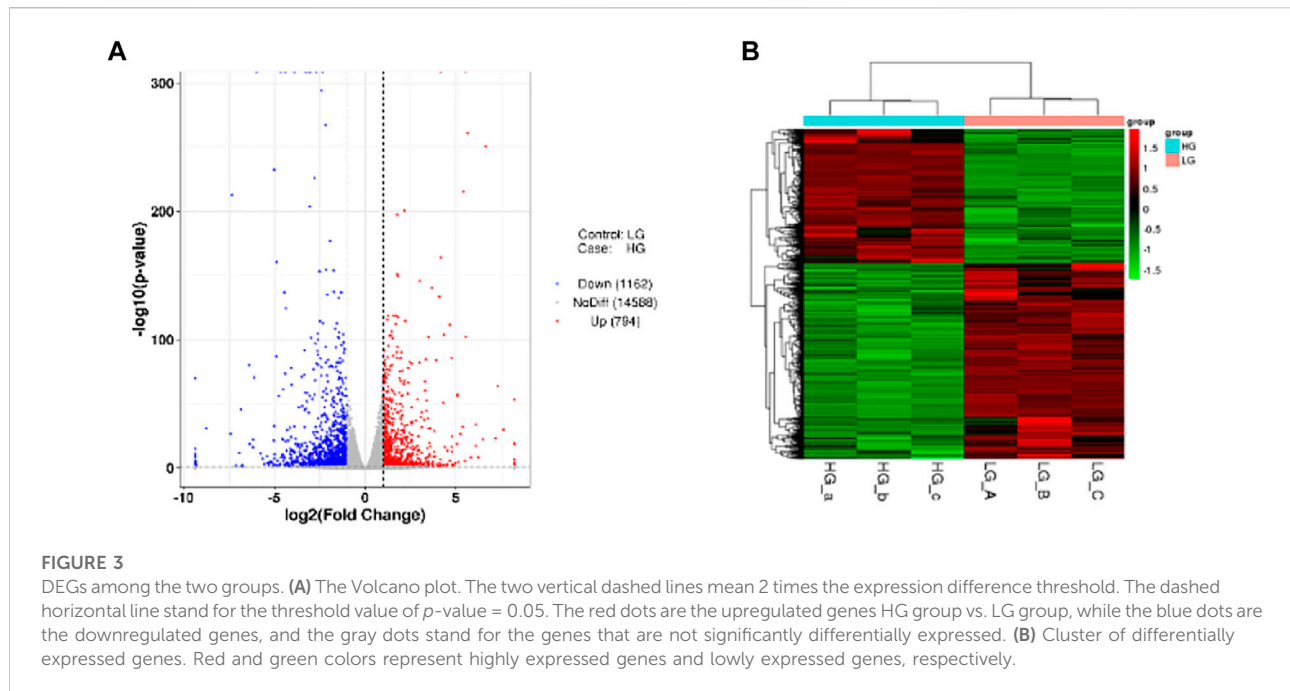 A
300
200
100
0
-log10(p-value)
-10
-5
0
5
log2(Fold Change)
Control: LG
Case: HG
Down (1162)
NoDiff (14588)
Up (794)
B
group
1.5
1
0.5
0
-0.5
-1
-1.5
group
HG
LG
HG_a
HG_b
HG_c
LG_A
LG_B
LG_C
FIGURE 3
DEGs among the two groups. (A) The Volcano plot. The two vertical dashed lines mean 2 times the expression difference threshold. The dashed
horizontal line stand for the threshold value of p-value = 0.05. The red dots are the upregulated genes HG group vs. LG group, while the blue dots are
the downregulated genes, and the gray dots stand for the genes that are not significantly differentially expressed. (B) Cluster of differentially
expressed genes. Red and green colors represent highly expressed genes and lowly expressed genes, respectively.